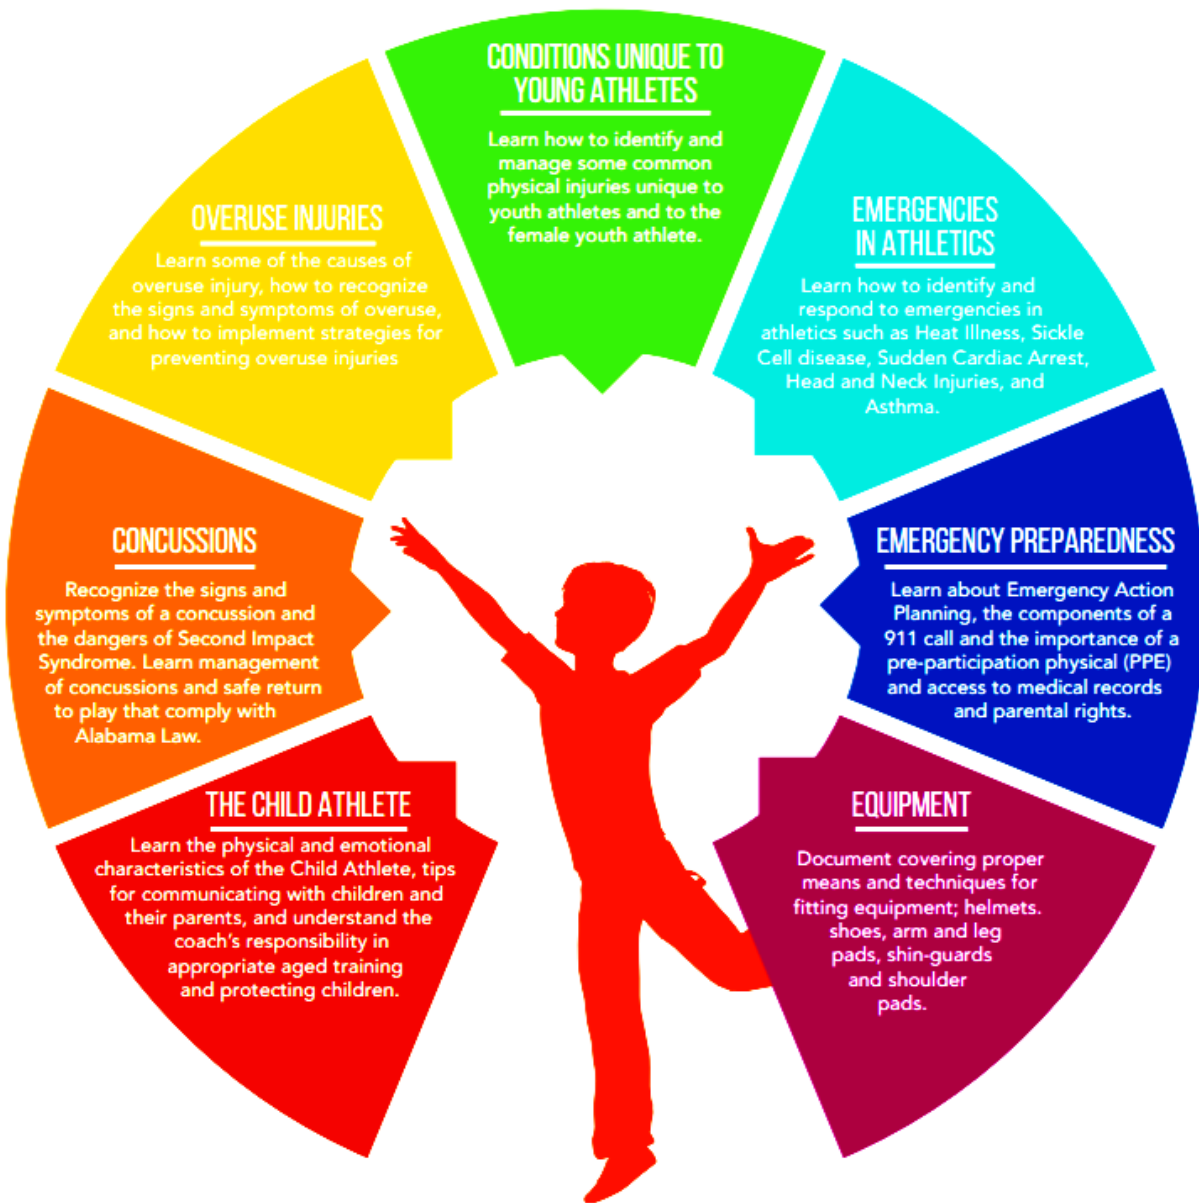 CONDITIONS UNIQUE TO
YOUNG ATHLETES
Learn how to identify and
manage some common
physical injuries unique to
youth athletes and to the
female youth athlete.
OVERUSE INJURIES
Learn some of the causes of
overuse injury, how to recognize
the signs and symptoms of overuse,
and how to implement strategies for
preventing overuse injuries
EMERGENCIES
IN ATHLETICS
Learn how to identify and
respond to emergencies in
athletics such as Heat Illness, Sickle
Cell disease, Sudden Cardiac Arrest,
Head and Neck Injuries, and
Asthma.
CONCUSSIONS
Recognize the signs and
symptoms of a concussion and
the dangers of Second Impact
Syndrome. Learn management
of concussions and safe return
to play that comply with
Alabama Law.
EMERGENCY PREPAREDNESS
Learn about Emergency Action
Planning, the components of a
911 call and the importance of a
pre-participation physical (PPE)
and access to medical records
and parental rights.
THE CHILD ATHLETE
Learn the physical and emotional
characteristics of the Child Athlete, tips
for communicating with children and
their parents, and understand the
coach's responsibility in
appropriate aged training
and protecting children.
EQUIPMENT
Document covering proper
means and techniques for
fitting equipment; helmets.
shoes, arm and leg
pads, shin-guards
and shoulder
pads.